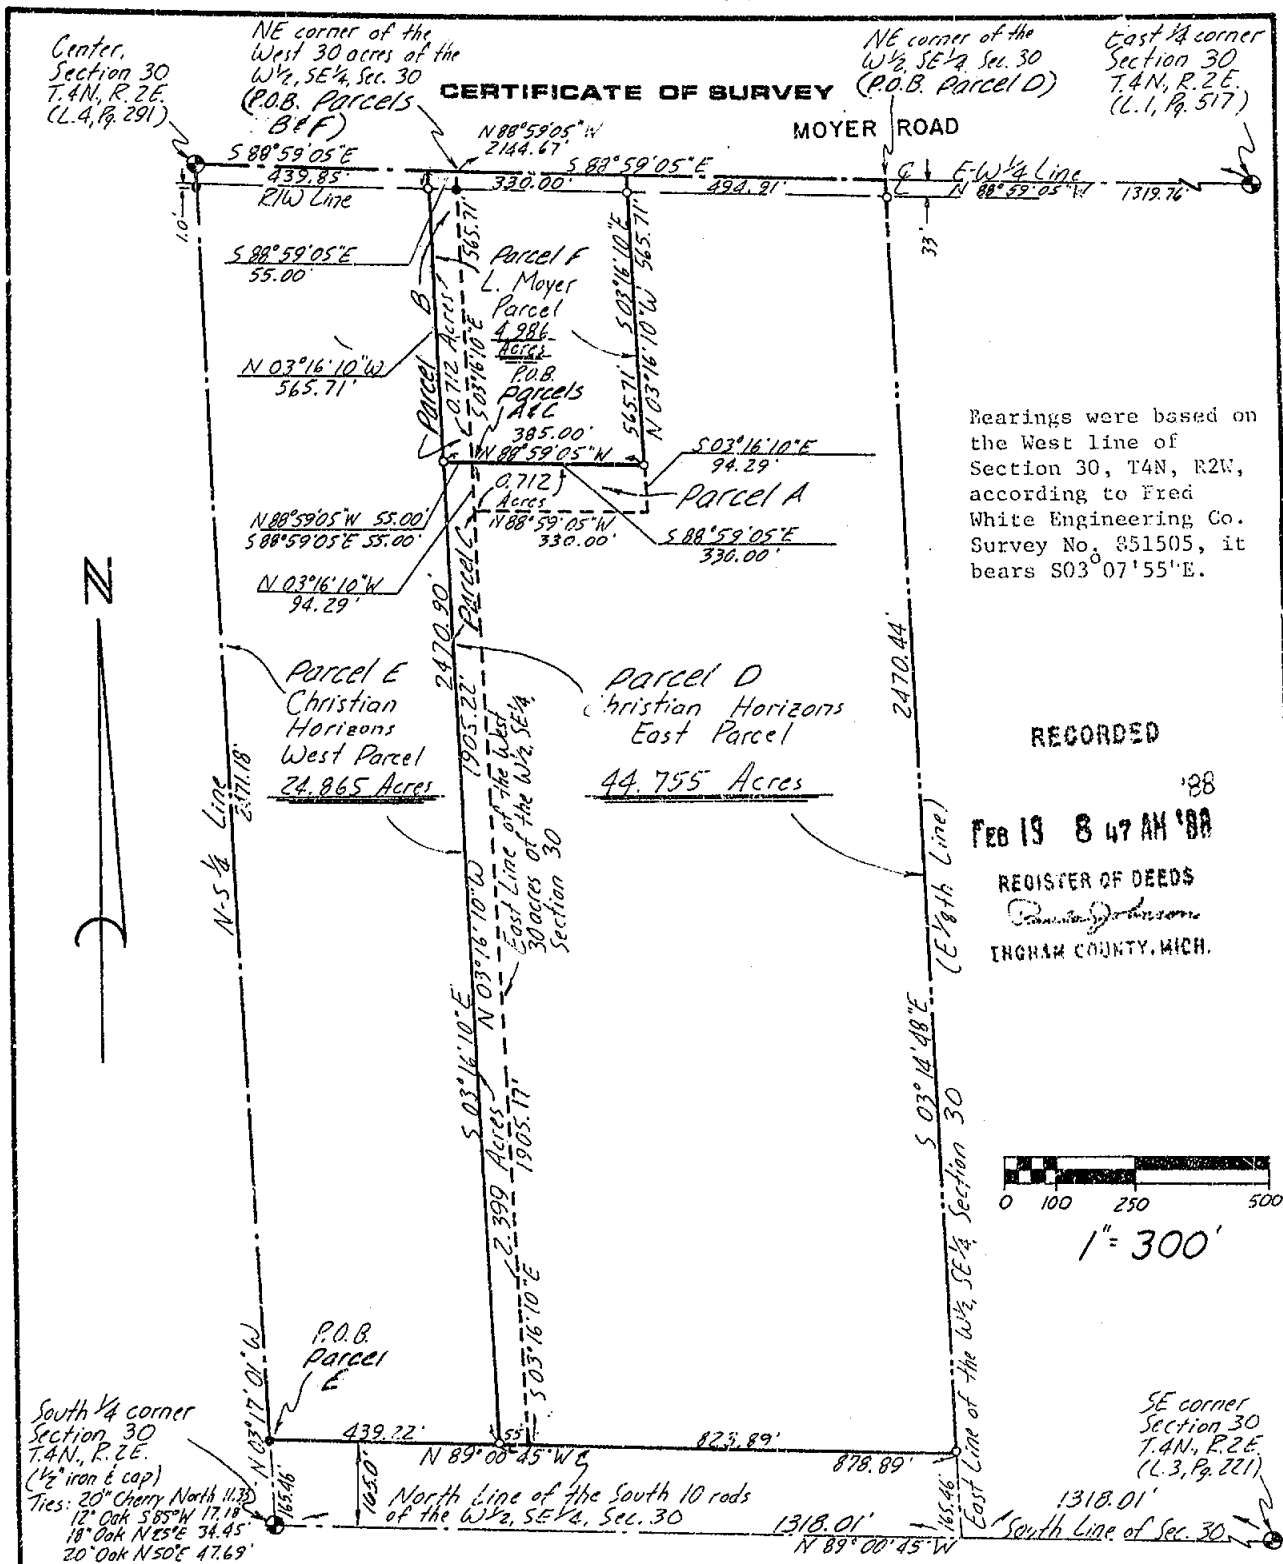 CERTIFICATE OF SURVEY
Center,
Section 30
T.4N, R.2E.
(L.4, Pg. 291)
NE corner of the
West 30 acres of the
W½, SE¼, Sec. 30
(P.O.B. Parcels
B & F)
NE corner of the
W½, SE¼, Sec. 30
(P.O.B. Parcel D)
East ¼ corner
Section 30
T.4N, R.2E.
(L.1, Pg. 517)
MOYER ROAD
N 88°59'05"W
2144.67'
S 88°59'05"E
439.85
R/W Line
1.0'
330.00'
S 88°59'05"E
494.91'
E-W ¼ Line
N 88°59'05"W
1319.76'
33'
S 88°59'05"E
55.00'
N 03°16'10"W
565.71'
Parcel B
0.712 Acres
565.71'
S 03°16'10"E
Parcel F
L. Moyer
Parcel
4.986
Acres
P.O.B.
Parcels
A & C
385.00'
N 88°59'05"W
S 03°16'10"E
565.71'
N 03°16'10"W 565.71'
S 03°16'10"E
94.29'
(0.712
Acres
Parcel A
N 88°59'05"W
330.00'
S 88°59'05"E
330.00'
N 88°59'05"W 55.00'
S 88°59'05"E 55.00'
N 03°16'10"W
94.29'
Parcel C
Bearings were based on
the West line of
Section 30, T4N, R2W,
according to Fred
White Engineering Co.
Survey No. 851505, it
bears S03°07'55"E.
N
2470.90'
1905.22'
2470.44'
Parcel E
Christian
Horizons
West Parcel
24.865 Acres
Parcel D
Christian Horizons
East Parcel
44.755 Acres
N-S ¼ Line
East Line of the West
30 acres of the W½, SE¼,
Section 30
N 03°16'10"W
S 03°16'10"E
2.399 Acres
1905.17'
S 03°16'10"E
(E ⅛th Line)
S 03°14'48"E
East Line of the W½, SE¼, Section 30
RECORDED
'88
FEB 19 8 47 AM '88
REGISTER OF DEEDS
INGHAM COUNTY, MICH.
0 100 250 500
1" = 300'
P.O.B.
Parcel
E
N 03°17'01"W
South ¼ corner
Section 30
T.4N., R.2E.
(½" iron & cap)
Ties: 20" Cherry North
12" Oak S85°W 17.18'
18" Oak N25°E 34.45'
20" Oak N50°E 47.69'
439.22'
55'
N 89°00'45"W
823.89'
878.89'
165.46'
165.0'
165.46'
North Line of the South 10 rods
of the W½, SE¼, Sec. 30
1318.01'
N 89°00'45"W
1318.01'
South Line of Sec. 30
SE corner
Section 30
T.4N., R.2E.
(L.3, Pg. 221)